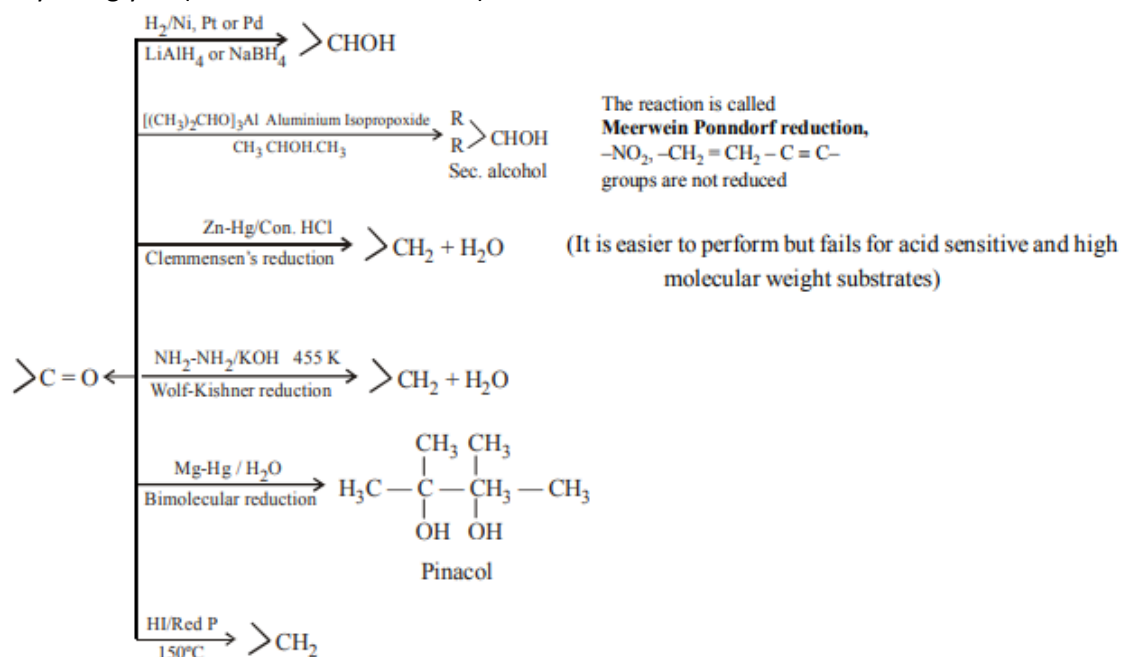 H2/Ni, Pt or Pd
LiAlH4 or NaBH4
>CHOH
[(CH3)2CHO]3Al Aluminium Isopropoxide
CH3 CHOH.CH3
R
R
>CHOH
Sec. alcohol
The reaction is called
Meerwein Ponndorf reduction,
–NO2, –CH2 = CH2 – C = C–
groups are not reduced
Zn-Hg/Con. HCl
Clemmensen's reduction
>CH2 + H2O
(It is easier to perform but fails for acid sensitive and high
molecular weight substrates)
>C = O
NH2-NH2/KOH 455 K
Wolf-Kishner reduction
>CH2 + H2O
Mg-Hg / H2O
Bimolecular reduction
CH3 CH3
H3C — C — CH3 — CH3
OH OH
Pinacol
HI/Red P
150°C
>CH2